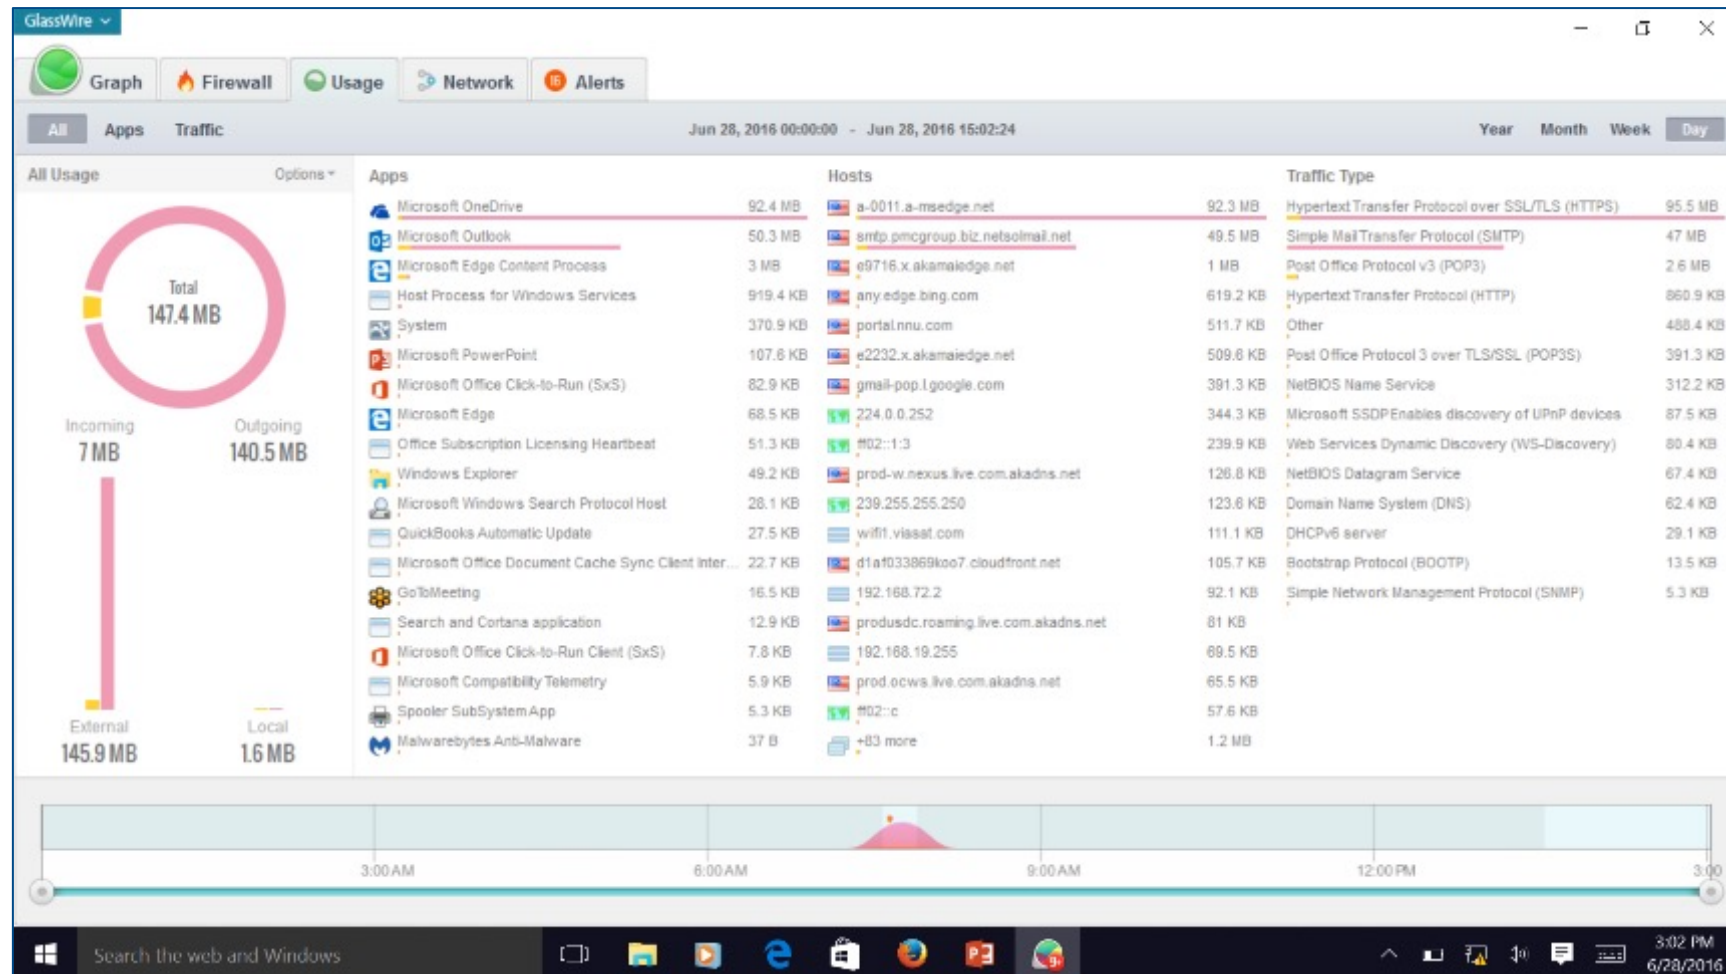 GlassWire
Graph Firewall Usage Network 15 Alerts
All Apps Traffic Jun 28, 2016 00:00:00 - Jun 28, 2016 15:02:24 Year Month Week Day
All Usage Options
Total
147.4 MB
Incoming Outgoing
7 MB 140.5 MB
External Local
145.9 MB 1.6 MB
Apps
Microsoft OneDrive 92.4 MB
Microsoft Outlook 50.3 MB
Microsoft Edge Content Process 3 MB
Host Process for Windows Services 919.4 KB
System 370.9 KB
Microsoft PowerPoint 107.6 KB
Microsoft Office Click-to-Run (SxS) 82.9 KB
Microsoft Edge 68.5 KB
Office Subscription Licensing Heartbeat 51.3 KB
Windows Explorer 49.2 KB
Microsoft Windows Search Protocol Host 28.1 KB
QuickBooks Automatic Update 27.5 KB
Microsoft Office Document Cache Sync Client Inter... 22.7 KB
GoToMeeting 16.5 KB
Search and Cortana application 12.9 KB
Microsoft Office Click-to-Run Client (SxS) 7.8 KB
Microsoft Compatibility Telemetry 5.9 KB
Spooler SubSystem App 5.3 KB
Malwarebytes Anti-Malware 37 B
Hosts
a-0011.a-msedge.net 92.3 MB
smtp.pmcgroup.biz.netsolmail.net 49.5 MB
e9716.x.akamaiedge.net 1 MB
any.edge.bing.com 619.2 KB
portal.nnu.com 511.7 KB
e2232.x.akamaiedge.net 509.6 KB
gmail-pop.l.google.com 391.3 KB
224.0.0.252 344.3 KB
ff02::1:3 239.9 KB
prod-w.nexus.live.com.akadns.net 126.8 KB
239.255.255.250 123.6 KB
wifi1.viasat.com 111.1 KB
d1af033869koo7.cloudfront.net 105.7 KB
192.168.72.2 92.1 KB
produsdc.roaming.live.com.akadns.net 81 KB
192.168.19.255 69.5 KB
prod.ocws.live.com.akadns.net 65.5 KB
ff02::c 57.6 KB
+83 more 1.2 MB
Traffic Type
Hypertext Transfer Protocol over SSL/TLS (HTTPS) 95.5 MB
Simple Mail Transfer Protocol (SMTP) 47 MB
Post Office Protocol v3 (POP3) 2.6 MB
Hypertext Transfer Protocol (HTTP) 860.9 KB
Other 488.4 KB
Post Office Protocol 3 over TLS/SSL (POP3S) 391.3 KB
NetBIOS Name Service 312.2 KB
Microsoft SSDP Enables discovery of UPnP devices 87.5 KB
Web Services Dynamic Discovery (WS-Discovery) 80.4 KB
NetBIOS Datagram Service 67.4 KB
Domain Name System (DNS) 62.4 KB
DHCPv6 server 29.1 KB
Bootstrap Protocol (BOOTP) 13.5 KB
Simple Network Management Protocol (SNMP) 5.3 KB
3:00 AM 6:00 AM 9:00 AM 12:00 PM 3:00
Search the web and Windows 9+ 3:02 PM
6/28/2016